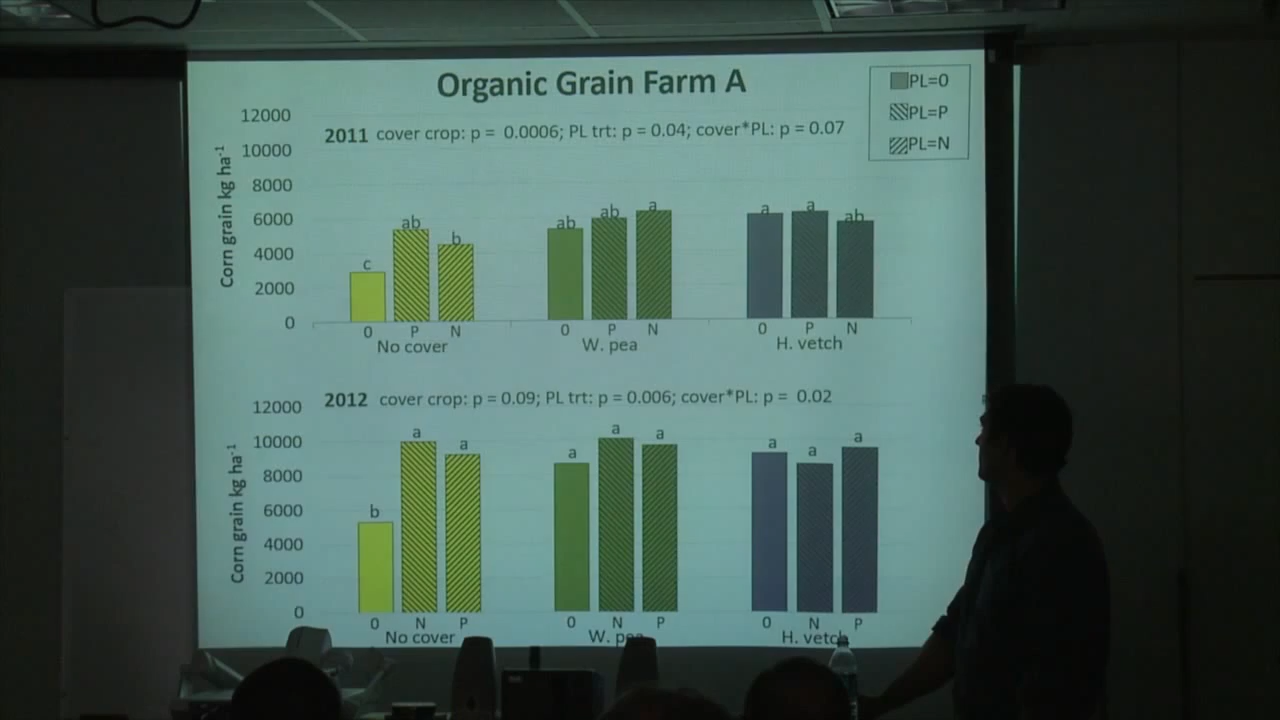 Organic Grain Farm A
PL=0
PL=P
PL=N
2011 cover crop: p = 0.0006; PL trt: p = 0.04; cover*PL: p = 0.07
Corn grain kg ha-1
12000
10000
8000
6000
4000
2000
0
c ab b ab ab a a a ab
0 P N 0 P N 0 P N
No cover W. pea H. vetch
2012 cover crop: p = 0.09; PL trt: p = 0.006; cover*PL: p = 0.02
Corn grain kg ha-1
12000
10000
8000
6000
4000
2000
0
b a a a a a a a a
0 N P 0 N P 0 N P
No cover W. pea H. vetch